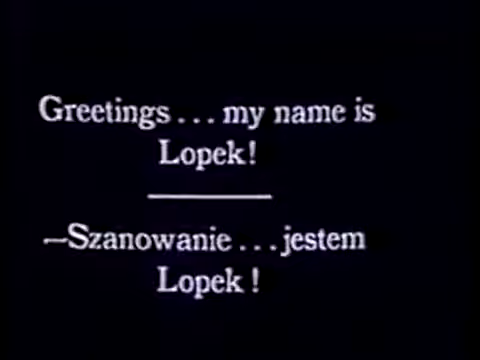 Greetings . . . my name is
Lopek!
—Szanowanie . . . jestem
Lopek !